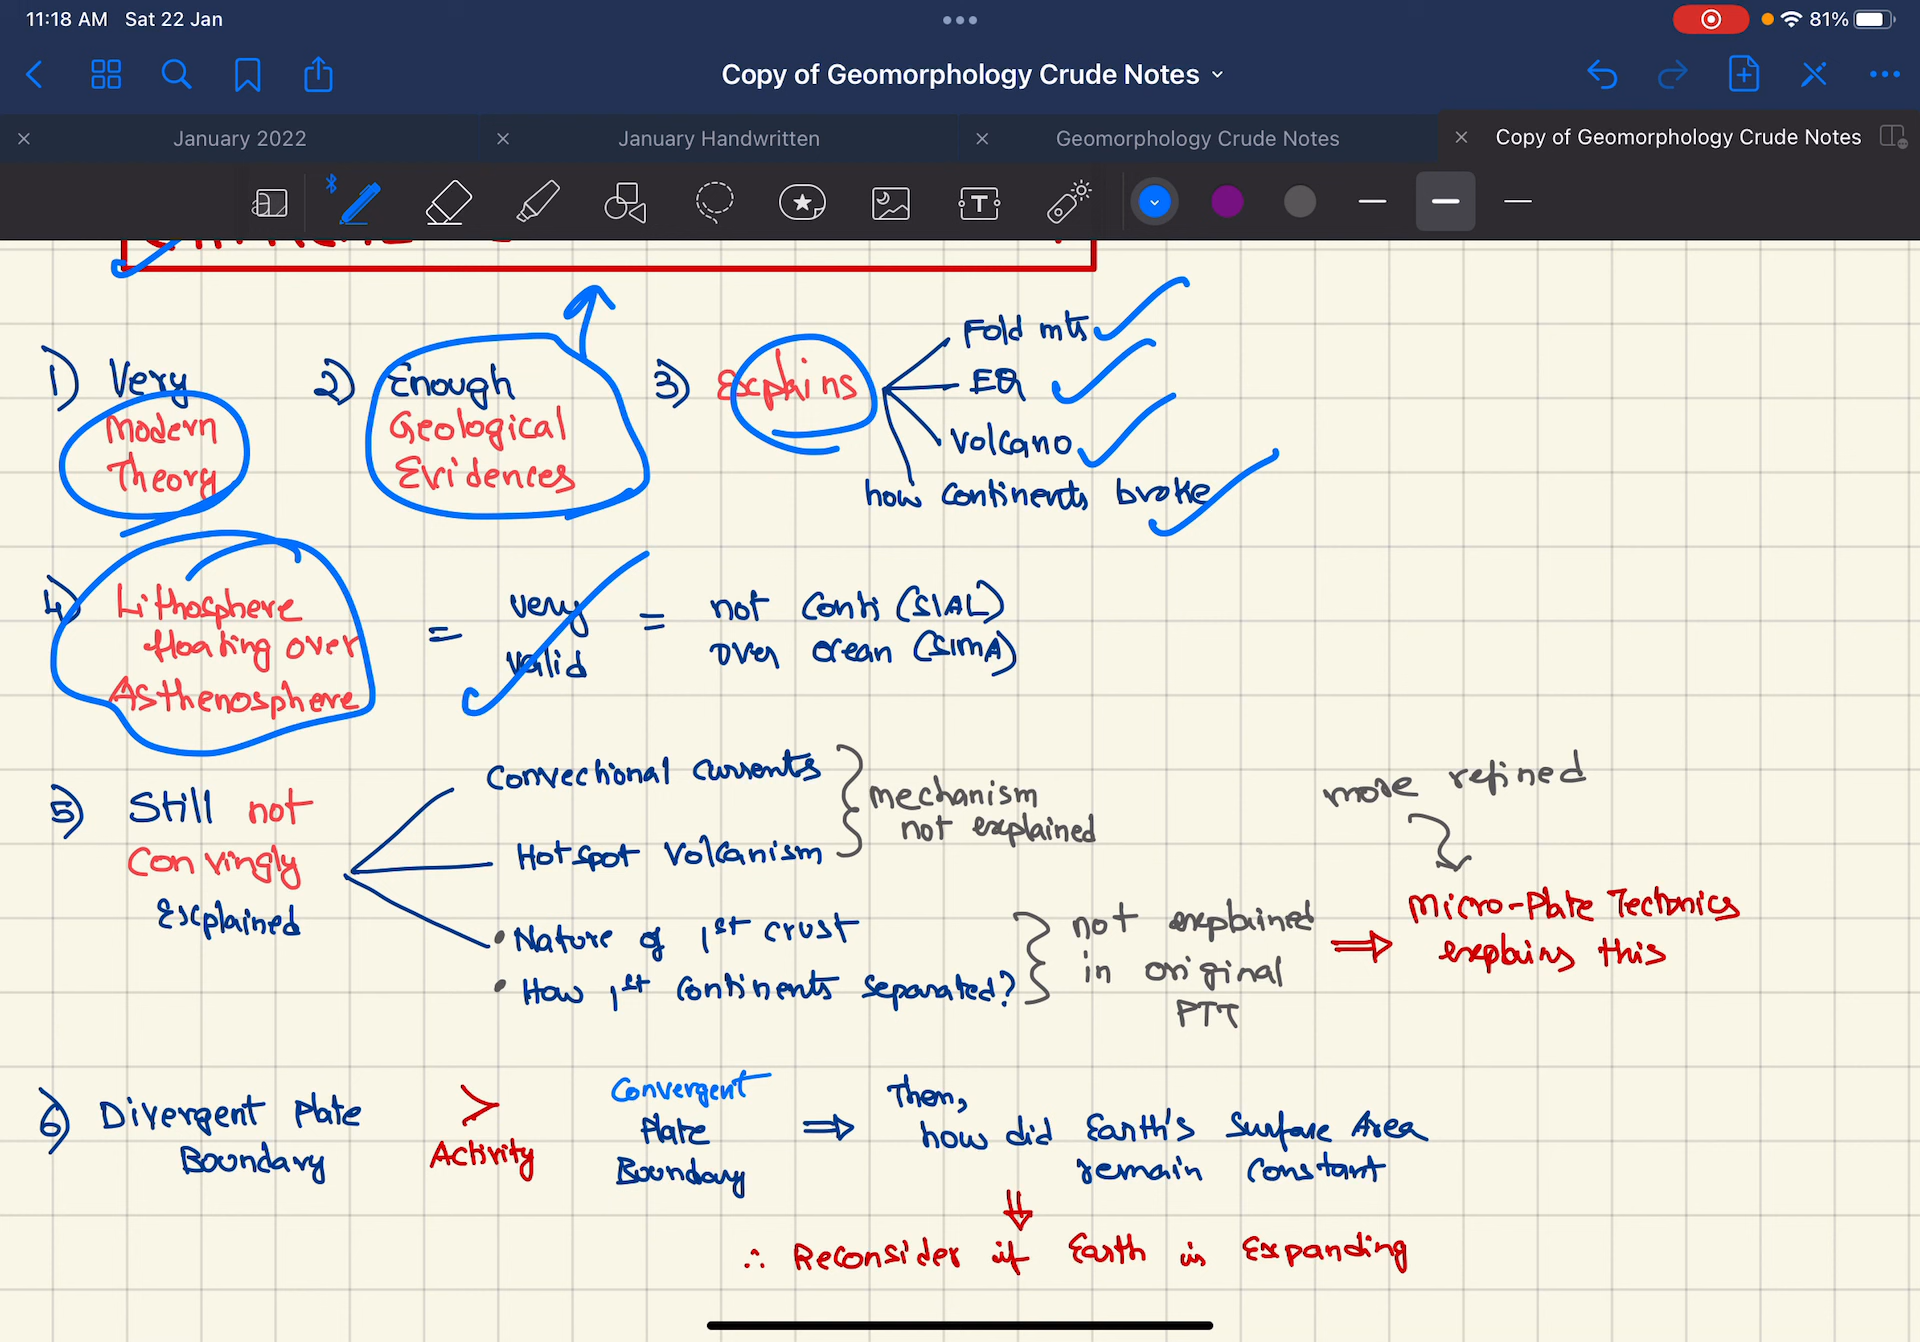 11:18 AM Sat 22 Jan
81%
Copy of Geomorphology Crude Notes
January 2022
January Handwritten
Geomorphology Crude Notes
Copy of Geomorphology Crude Notes
1) Very
Modern
Theory
2) Enough
Geological
Evidences
3) Explains
Fold mts
EQ
Volcano
how continents broke
4) Lithosphere
floating over
Asthenosphere
= very
valid
= not conti (SIAL)
over ocean (SIMA)
5) Still not
Convingly
Explained
Convectional currents
Hotspot Volcanism
mechanism
not explained
• Nature of 1st crust
• How 1st continents separated?
not explained
in original
PTT
more refined
⇒ Micro-Plate Tectonics
explains this
6) Divergent Plate
Boundary
>
Activity
Convergent
Plate
Boundary
⇒ Then,
how did Earth's Surface Area
remain constant
∴ Reconsider if Earth is Expanding